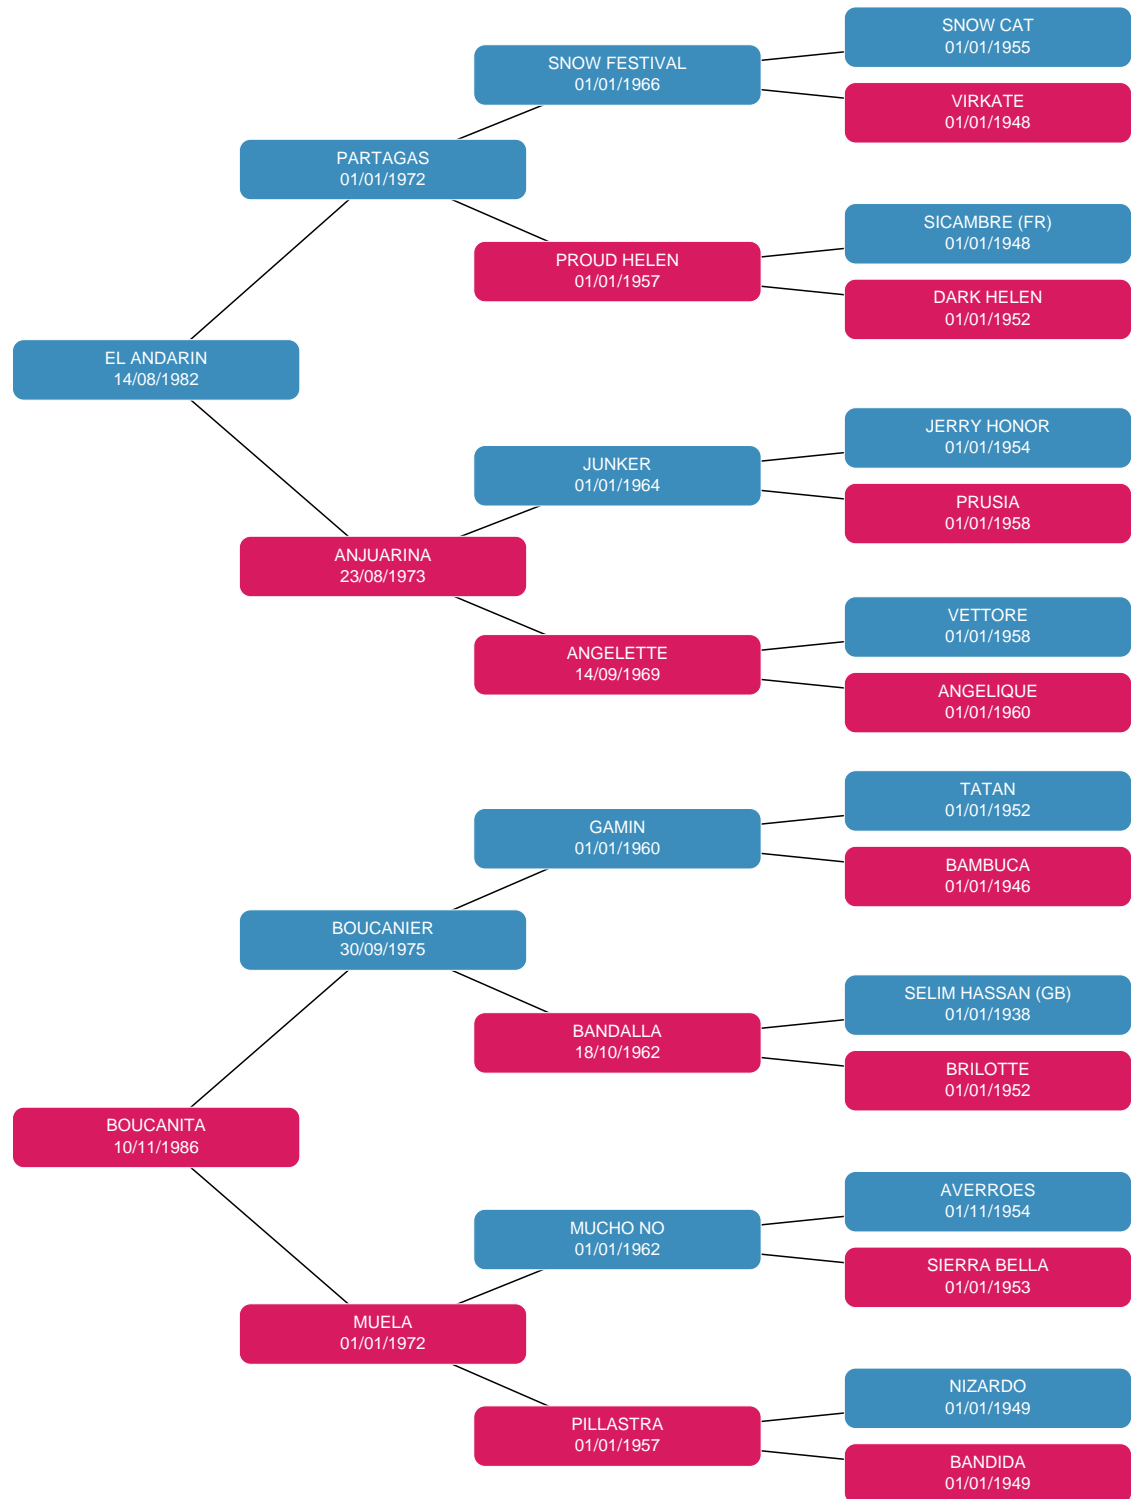 SNOW CAT
01/01/1955
SNOW FESTIVAL
01/01/1966
VIRKATE
01/01/1948
PARTAGAS
01/01/1972
SICAMBRE (FR)
01/01/1948
PROUD HELEN
01/01/1957
DARK HELEN
01/01/1952
EL ANDARIN
14/08/1982
JERRY HONOR
01/01/1954
JUNKER
01/01/1964
PRUSIA
01/01/1958
ANJUARINA
23/08/1973
VETTORE
01/01/1958
ANGELETTE
14/09/1969
ANGELIQUE
01/01/1960
TATAN
01/01/1952
GAMIN
01/01/1960
BAMBUCA
01/01/1946
BOUCANIER
30/09/1975
SELIM HASSAN (GB)
01/01/1938
BANDALLA
18/10/1962
BRILOTTE
01/01/1952
BOUCANITA
10/11/1986
AVERROES
01/11/1954
MUCHO NO
01/01/1962
SIERRA BELLA
01/01/1953
MUELA
01/01/1972
NIZARDO
01/01/1949
PILLASTRA
01/01/1957
BANDIDA
01/01/1949